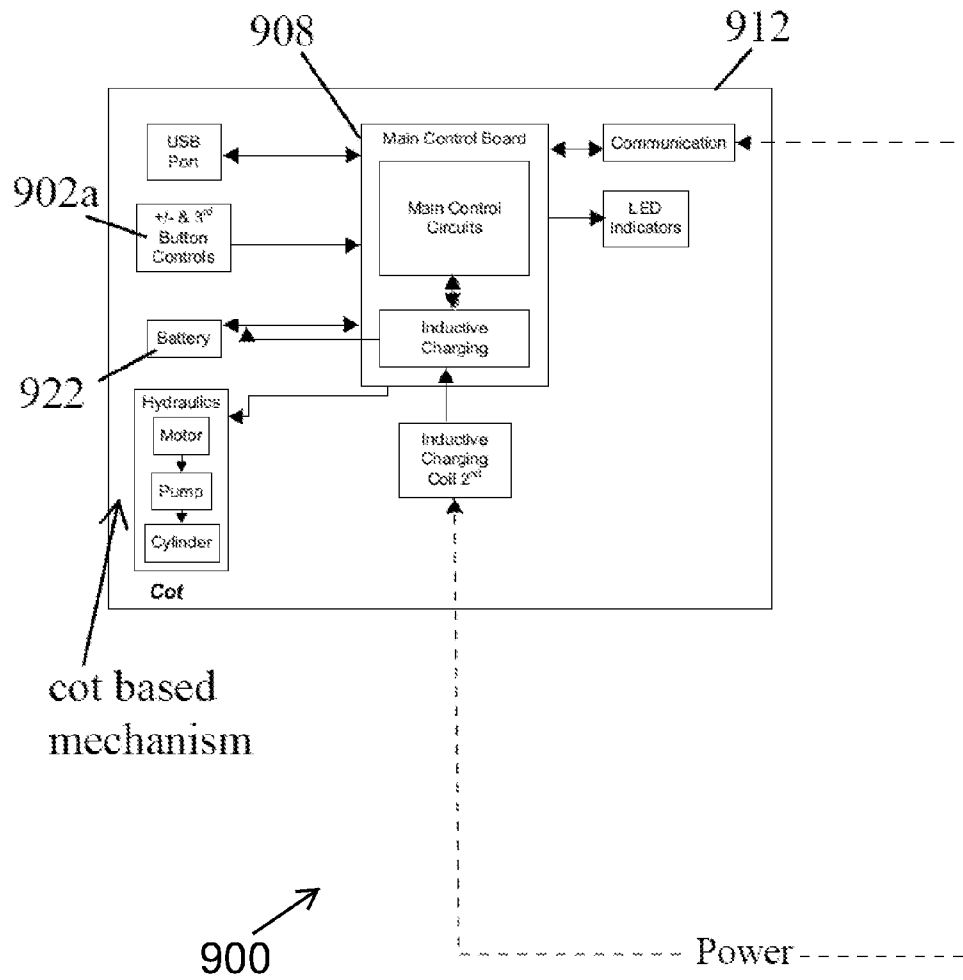 908
912
USB
Port
Main Control Board
Communication
902a
+/- & 3rd
Button
Controls
Main Control
Circuits
LED
Indicators
Battery
Inductive
Charging
922
Hydraulics
Motor
Pump
Cylinder
Inductive
Charging
Coil 2nd
Cot
cot based
mechanism
900
Power